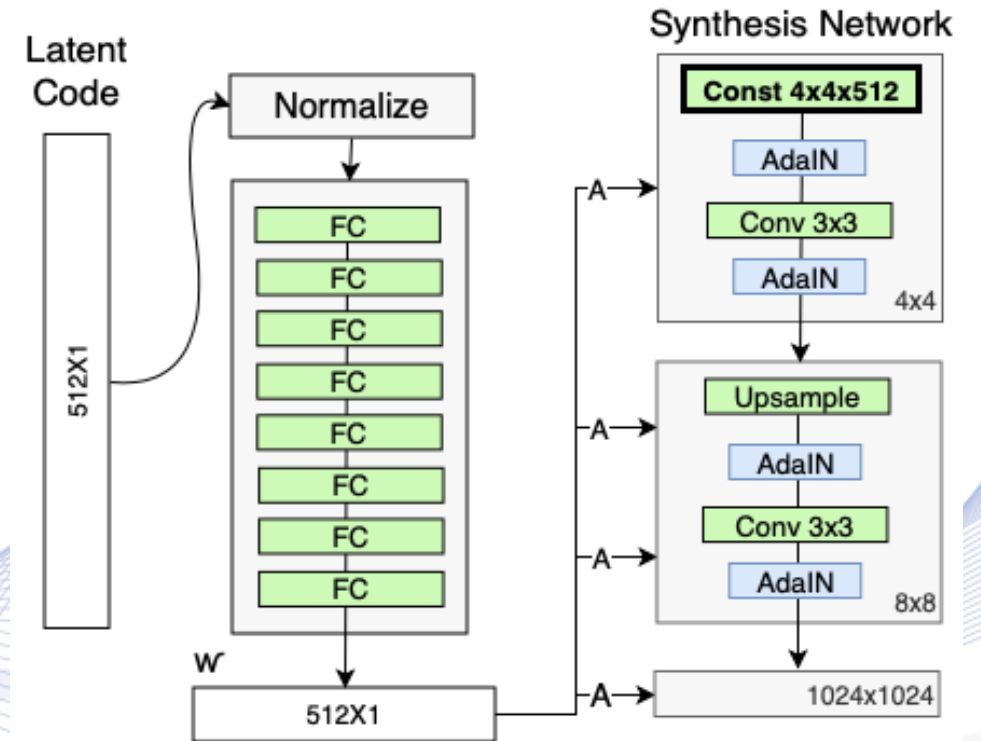 Latent
Code
512X1
Normalize
FC
FC
FC
FC
FC
FC
FC
FC
w
512X1
Synthesis Network
Const 4x4x512
AdaIN
Conv 3x3
AdaIN
4x4
A
Upsample
AdaIN
Conv 3x3
AdaIN
8x8
A
A
1024x1024
A